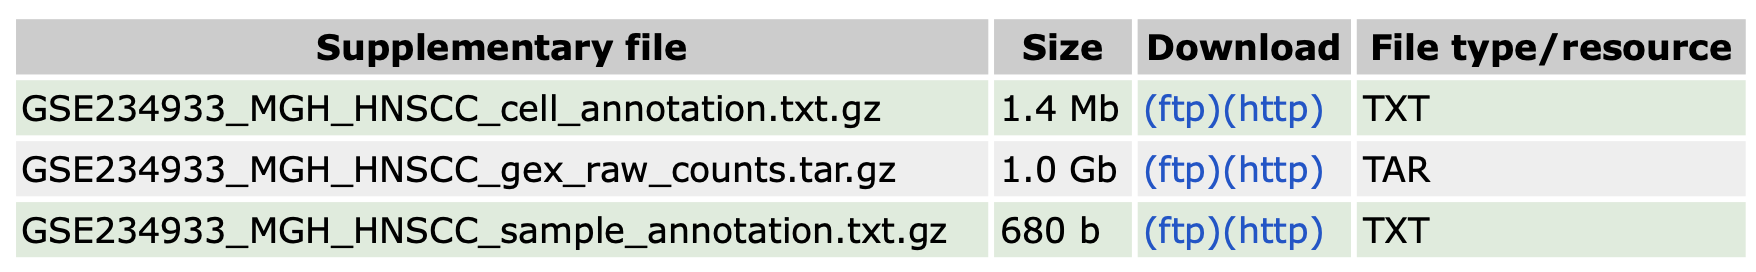 Supplementary file Size Download File type/resource
GSE234933_MGH_HNSCC_cell_annotation.txt.gz 1.4 Mb (ftp)(http) TXT
GSE234933_MGH_HNSCC_gex_raw_counts.tar.gz 1.0 Gb (ftp)(http) TAR
GSE234933_MGH_HNSCC_sample_annotation.txt.gz 680 b (ftp)(http) TXT